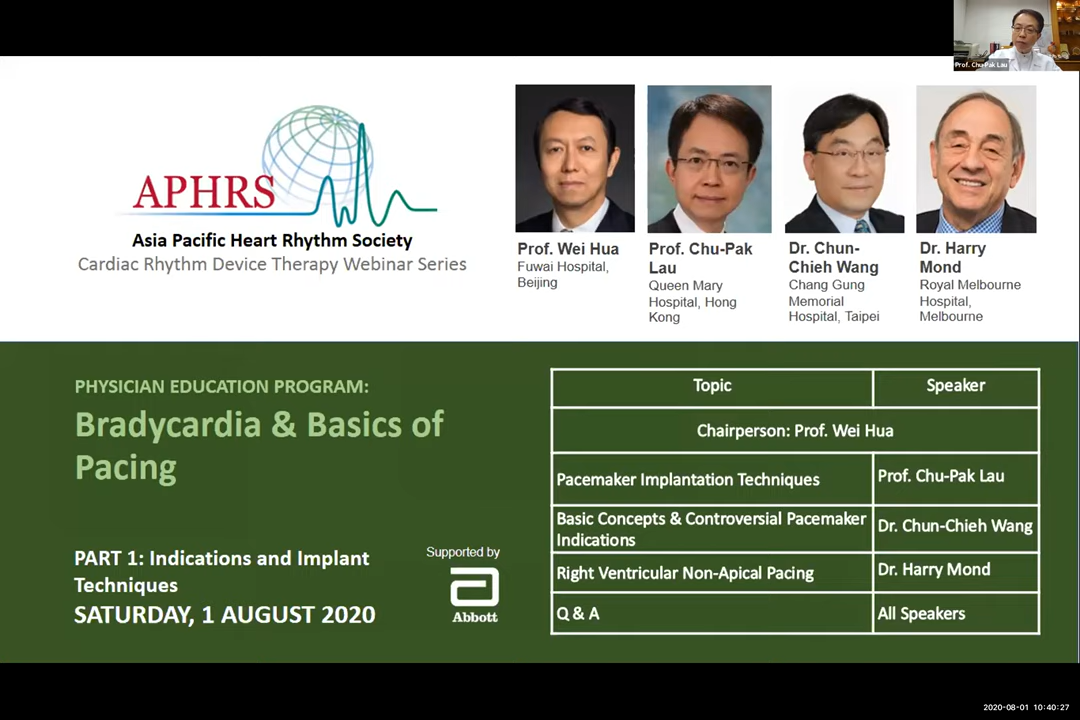 Prof. Chu-Pak Lau
APHRS
Asia Pacific Heart Rhythm Society
Cardiac Rhythm Device Therapy Webinar Series
Prof. Wei Hua
Fuwai Hospital,
Beijing
Prof. Chu-Pak
Lau
Queen Mary
Hospital, Hong
Kong
Dr. Chun-
Chieh Wang
Chang Gung
Memorial
Hospital, Taipei
Dr. Harry
Mond
Royal Melbourne
Hospital,
Melbourne
PHYSICIAN EDUCATION PROGRAM:
Bradycardia & Basics of
Pacing
PART 1: Indications and Implant
Techniques
SATURDAY, 1 AUGUST 2020
Supported by
Abbott
Topic Speaker
Chairperson: Prof. Wei Hua
Pacemaker Implantation Techniques Prof. Chu-Pak Lau
Basic Concepts & Controversial Pacemaker
Indications Dr. Chun-Chieh Wang
Right Ventricular Non-Apical Pacing Dr. Harry Mond
Q & A All Speakers
2020-08-01 10:40:27